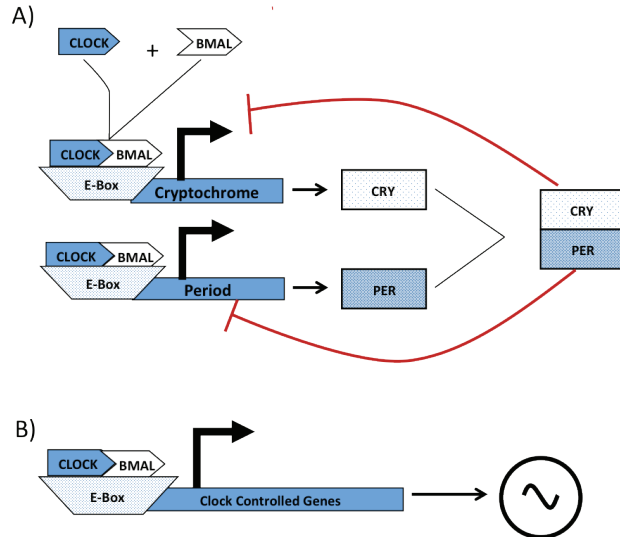 A)
CLOCK + BMAL
CLOCK BMAL
E-Box
Cryptochrome
CRY
CRY
PER
CLOCK BMAL
E-Box
Period
PER
B)
CLOCK BMAL
E-Box
Clock Controlled Genes